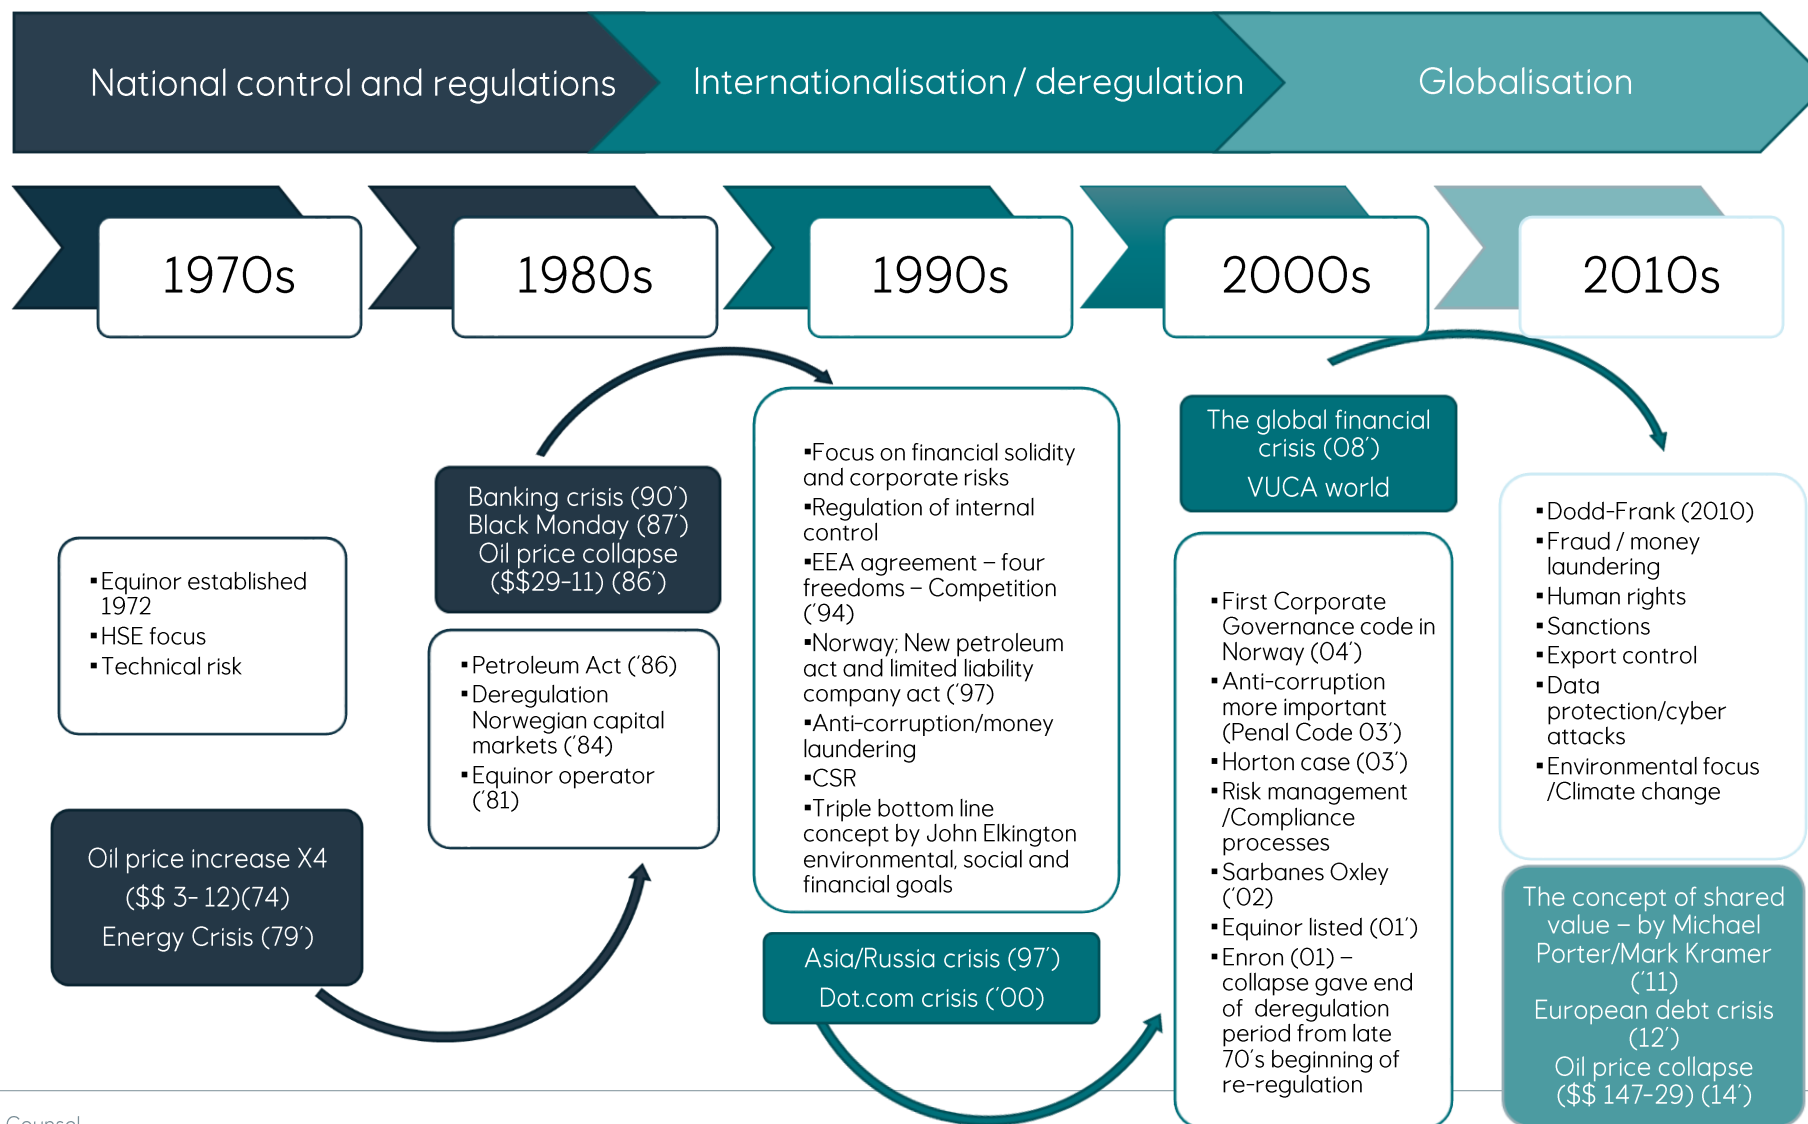 National control and regulations
Internationalisation / deregulation
Globalisation
1970s
1980s
1990s
2000s
2010s
▪Equinor established
1972
▪HSE focus
▪Technical risk
Oil price increase X4
($$ 3- 12)(74)
Energy Crisis (79’)
Banking crisis (90’)
Black Monday (87’)
Oil price collapse
($$29-11) (86’)
▪Petroleum Act (‘86)
▪Deregulation
Norwegian capital
markets (‘84)
▪Equinor operator
(‘81)
▪Focus on financial solidity
and corporate risks
▪Regulation of internal
control
▪EEA agreement – four
freedoms – Competition
(‘94)
▪Norway; New petroleum
act and limited liability
company act (‘97)
▪Anti-corruption/money
laundering
▪CSR
▪Triple bottom line
concept by John Elkington
environmental, social and
financial goals
Asia/Russia crisis (97’)
Dot.com crisis (‘00)
The global financial
crisis (08’)
VUCA world
▪First Corporate
Governance code in
Norway (04’)
▪Anti-corruption
more important
(Penal Code 03’)
▪Horton case (03’)
▪Risk management
/Compliance
processes
▪Sarbanes Oxley
(‘02)
▪Equinor listed (01’)
▪Enron (01) –
collapse gave end
of  deregulation
period from late
70’s beginning of
re-regulation
▪Dodd-Frank (2010)
▪Fraud / money
laundering
▪Human rights
▪Sanctions
▪Export control
▪Data
protection/cyber
attacks
▪Environmental focus
/Climate change
The concept of shared
value – by Michael
Porter/Mark Kramer
(‘11)
European debt crisis
(12’)
Oil price collapse
($$ 147-29) (14’)
Counsel